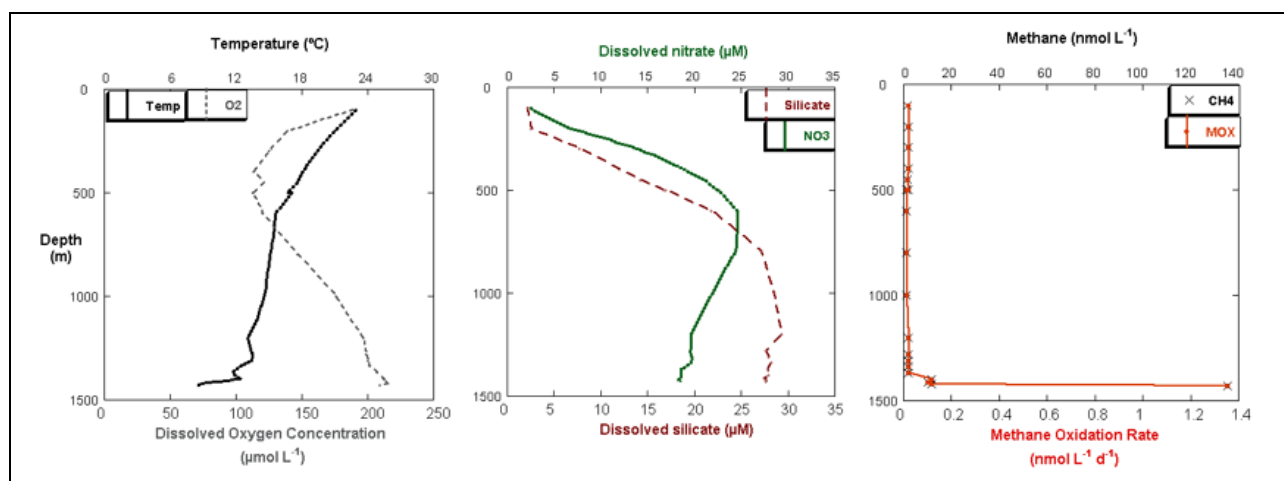 Temperature (ºC)
0 6 12 18 24 30
0
500
1000
1500
Depth
(m)
Temp
O2
0 50 100 150 200 250
Dissolved Oxygen Concentration
(µmol L-1)
Dissolved nitrate (µM)
0 5 10 15 20 25 30 35
0
500
1000
1500
Silicate
NO3
0 5 10 15 20 25 30 35
Dissolved silicate (µM)
Methane (nmol L-1)
0 20 40 60 80 100 120 140
0
500
1000
1500
CH4
MOX
0 0.2 0.4 0.6 0.8 1 1.2 1.4
Methane Oxidation Rate
(nmol L-1 d-1)